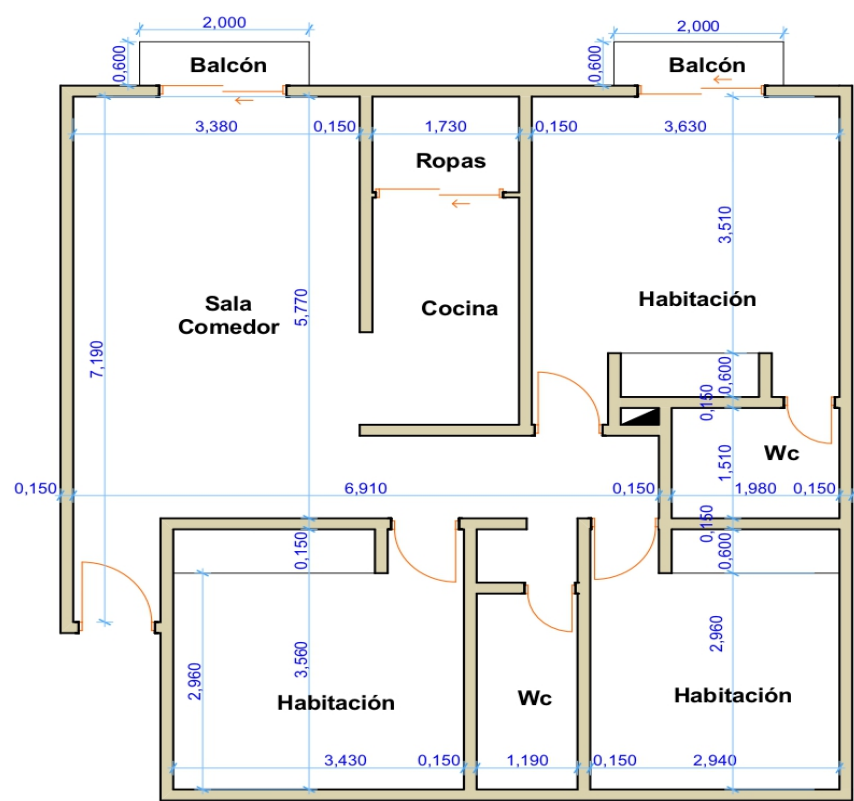 2,000
2,000
0,600
Balcón
0,600
Balcón
3,380
0,150
1,730
0,150
3,630
Ropas
3,510
Sala
Comedor
5,770
Cocina
Habitación
7,190
0,600
0,150
Wc
1,510
0,150
6,910
0,150
1,980
0,150
0,150
0,150
0,600
2,960
3,560
2,960
Habitación
Wc
Habitación
3,430
0,150
1,190
0,150
2,940